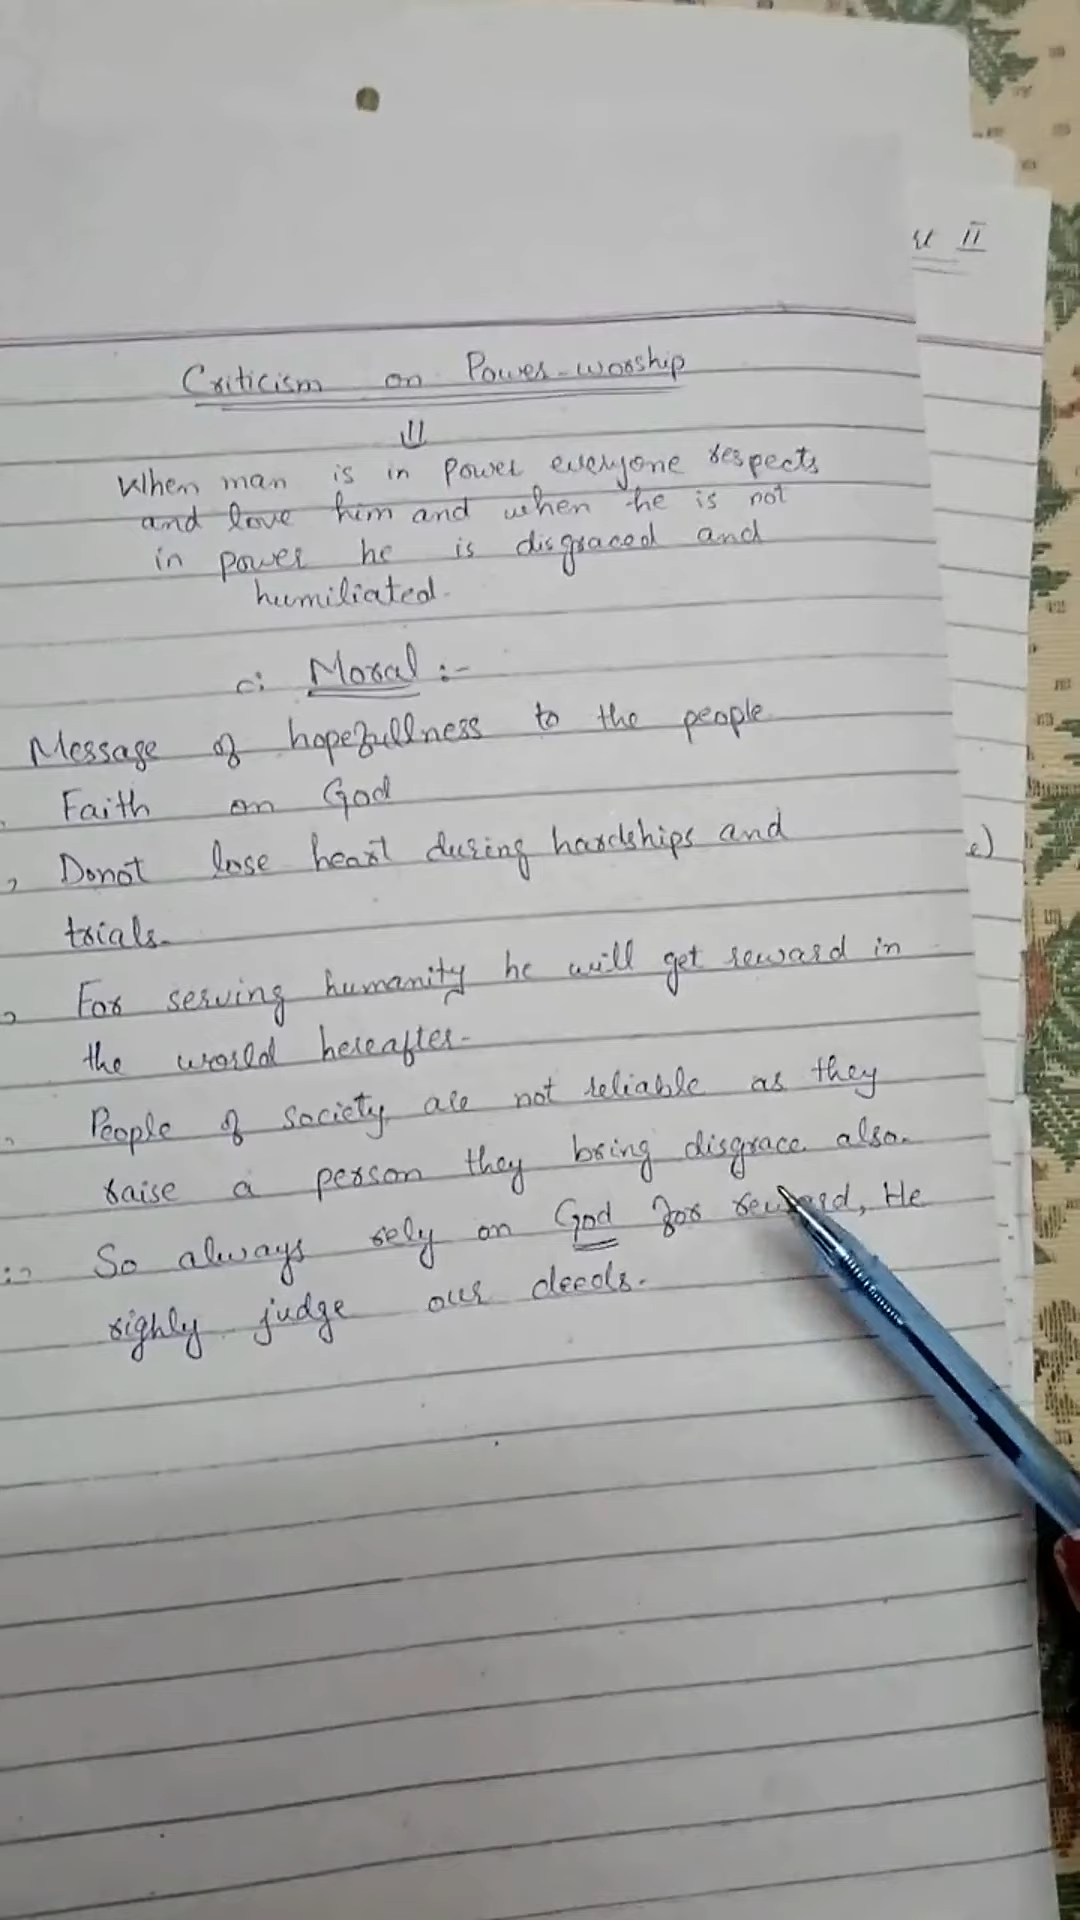 II
Criticism on Power-worship
When man is in power everyone respects
and love him and when he is not
in power he is disgraced and
humiliated.
c: Moral :-
Message of hopefullness to the people
Faith on God
Donot lose heart during hardships and
trials.
For serving humanity he will get reward in
the world hereafter.
People of society are not reliable as they
raise a person they bring disgrace also.
So always rely on God for reward, He
righly judge our deeds.
c)